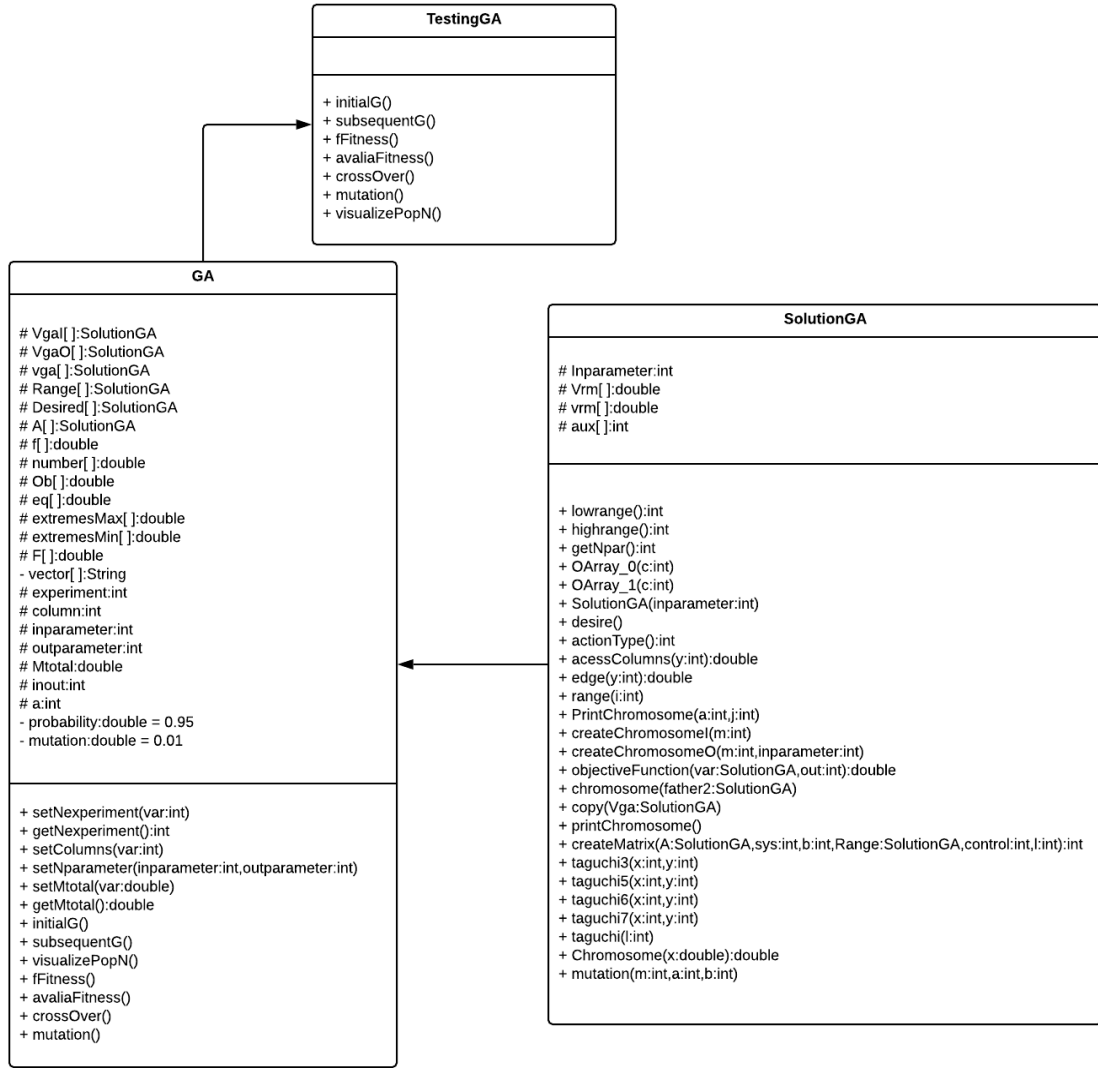 TestingGA
+ initialG()
+ subsequentG()
+ fFitness()
+ avaliaFitness()
+ crossOver()
+ mutation()
+ visualizePopN()
GA
# VgaI[ ]:SolutionGA
# VgaO[ ]:SolutionGA
# vga[ ]:SolutionGA
# Range[ ]:SolutionGA
# Desired[ ]:SolutionGA
# A[ ]:SolutionGA
# f[ ]:double
# number[ ]:double
# Ob[ ]:double
# eq[ ]:double
# extremesMax[ ]:double
# extremesMin[ ]:double
# F[ ]:double
- vector[ ]:String
# experiment:int
# column:int
# inparameter:int
# outparameter:int
# Mtotal:double
# inout:int
# a:int
- probability:double = 0.95
- mutation:double = 0.01
+ setNexperiment(var:int)
+ getNexperiment():int
+ setColumns(var:int)
+ setNparameter(inparameter:int,outparameter:int)
+ setMtotal(var:double)
+ getMtotal():double
+ initialG()
+ subsequentG()
+ visualizePopN()
+ fFitness()
+ avaliaFitness()
+ crossOver()
+ mutation()
SolutionGA
# Inparameter:int
# Vrm[ ]:double
# vrm[ ]:double
# aux[ ]:int
+ lowrange():int
+ highrange():int
+ getNpar():int
+ OArray_0(c:int)
+ OArray_1(c:int)
+ SolutionGA(inparameter:int)
+ desire()
+ actionType():int
+ acessColumns(y:int):double
+ edge(y:int):double
+ range(i:int)
+ PrintChromosome(a:int,j:int)
+ createChromosomeI(m:int)
+ createChromosomeO(m:int,inparameter:int)
+ objectiveFunction(var:SolutionGA,out:int):double
+ chromosome(father2:SolutionGA)
+ copy(Vga:SolutionGA)
+ printChromosome()
+ createMatrix(A:SolutionGA,sys:int,b:int,Range:SolutionGA,control:int,l:int):int
+ taguchi3(x:int,y:int)
+ taguchi5(x:int,y:int)
+ taguchi6(x:int,y:int)
+ taguchi7(x:int,y:int)
+ taguchi(l:int)
+ Chromosome(x:double):double
+ mutation(m:int,a:int,b:int)